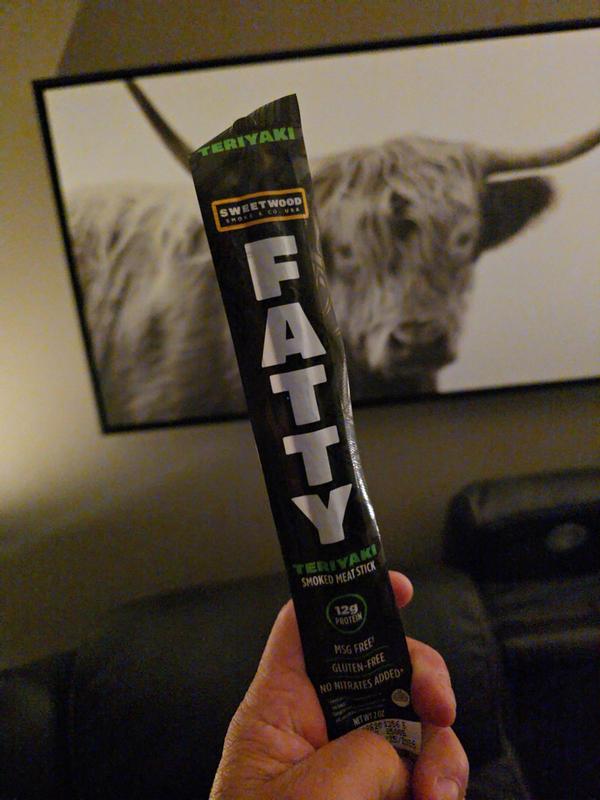 TERIYAKI
SWEETWOOD
SMOKE & CO. USA
FATTY
TERIYAKI
SMOKED MEAT STICK
12g
PROTEIN
MSG FREE†
GLUTEN-FREE
NO NITRATES ADDED*
NET WT 2 OZ